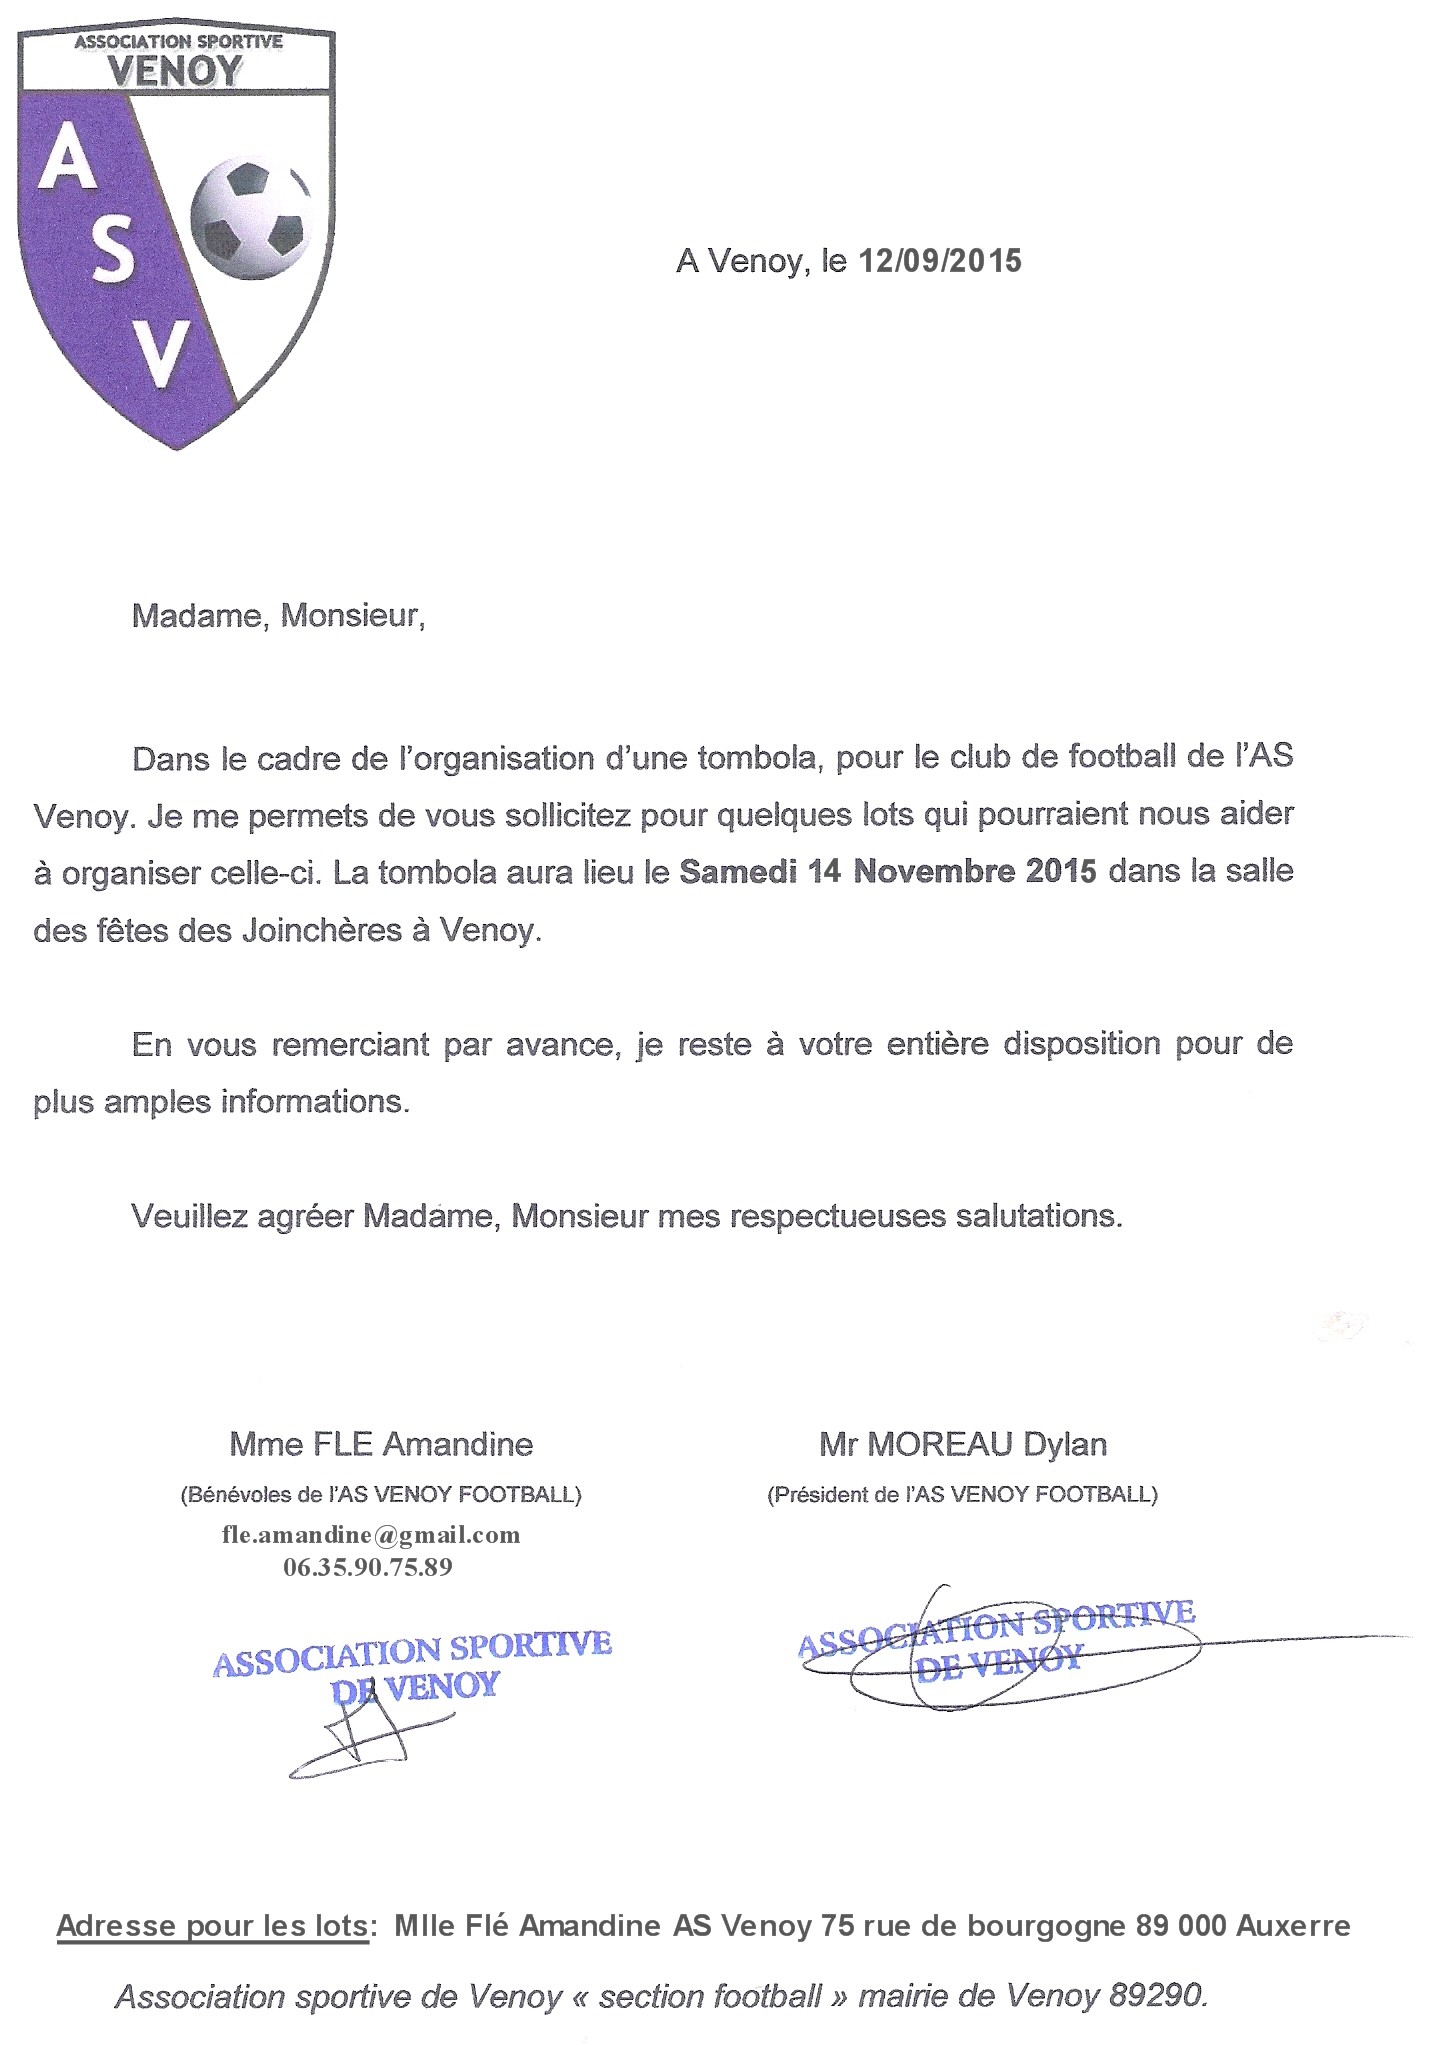 ASSOCIATION SPORTIVE
VENOY
A
S
V
A Venoy, le 12/09/2015
Madame, Monsieur,
Dans le cadre de l'organisation d'une tombola, pour le club de football de l'AS
Venoy. Je me permets de vous sollicitez pour quelques lots qui pourraient nous aider
à organiser celle-ci. La tombola aura lieu le Samedi 14 Novembre 2015 dans la salle
des fêtes des Joinchères à Venoy.
En vous remerciant par avance, je reste à votre entière disposition pour de
plus amples informations.
Veuillez agréer Madame, Monsieur mes respectueuses salutations.
Mme FLE Amandine
(Bénévoles de l'AS VENOY FOOTBALL)
fle.amandine@gmail.com
06.35.90.75.89
ASSOCIATION SPORTIVE
DE VENOY
Mr MOREAU Dylan
(Président de l'AS VENOY FOOTBALL)
ASSOCIATION SPORTIVE
DE VENOY
Adresse pour les lots: Mlle Flé Amandine AS Venoy 75 rue de bourgogne 89 000 Auxerre
Association sportive de Venoy « section football » mairie de Venoy 89290.